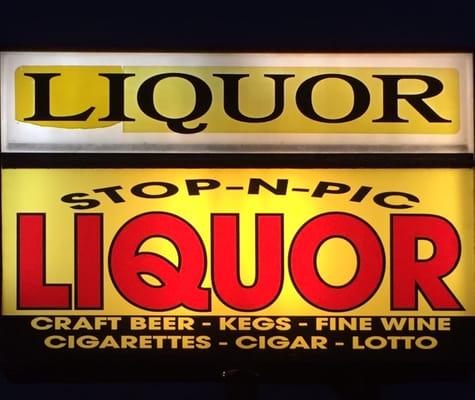 LIQUOR
STOP-N-PIC
LIQUOR
CRAFT BEER - KEGS - FINE WINE
CIGARETTES - CIGAR - LOTTO